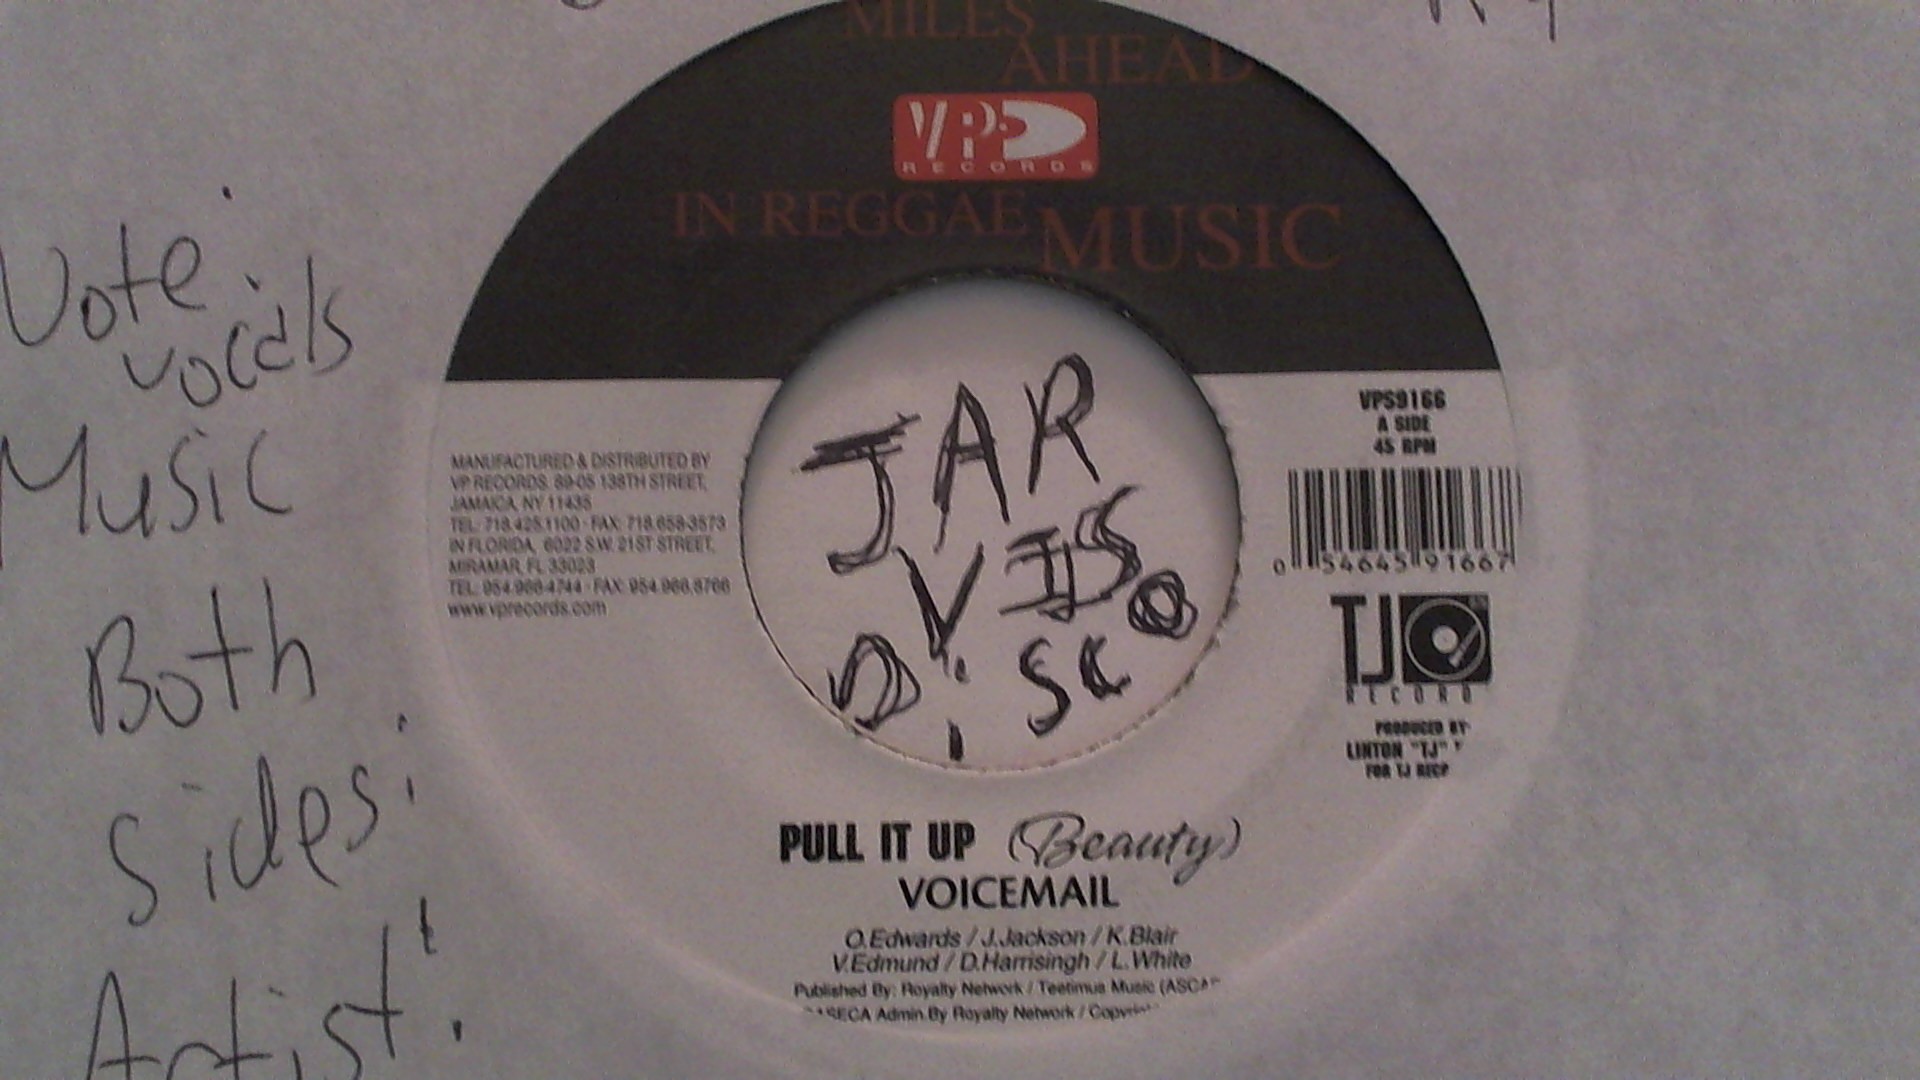 MILES
AHEAD
VP
RECORDS
IN REGGAE MUSIC
Vote
vocals
Music
Both
Sides
Artist
JAR
VIS
DiSC
MANUFACTURED & DISTRIBUTED BY
VP RECORDS. 89-05 138TH STREET,
JAMAICA, NY 11435
TEL: 718.425.1100 · FAX: 718.658-3573
IN FLORIDA, 6022 S.W. 21ST STREET,
MIRAMAR, FL 33023
TEL: 954.966-4744 · FAX: 954.966.8766
www.vprecords.com
VPS9166
A SIDE
45 RPM
0 54645 91667
TJ
RECORD
PRODUCED BY
LINTON "TJ"
FOR TJ
PULL IT UP (Beauty)
VOICEMAIL
O.Edwards / J.Jackson / K.Blair
V.Edmund / D.Harrisingh / L.White
Published By: Royalty Network / Teetimus Music
Admin By Royalty Network /